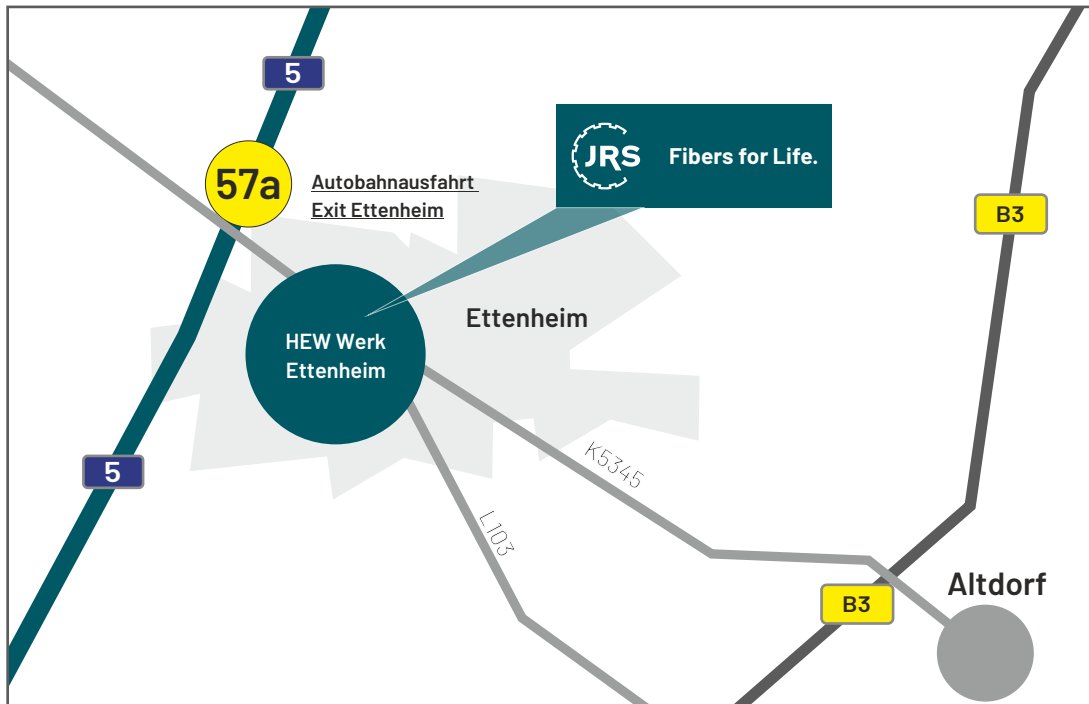 5
57a
Autobahnausfahrt
Exit Ettenheim
JRS
Fibers for Life.
B3
Ettenheim
HEW Werk
Ettenheim
5
K5345
L103
B3
Altdorf